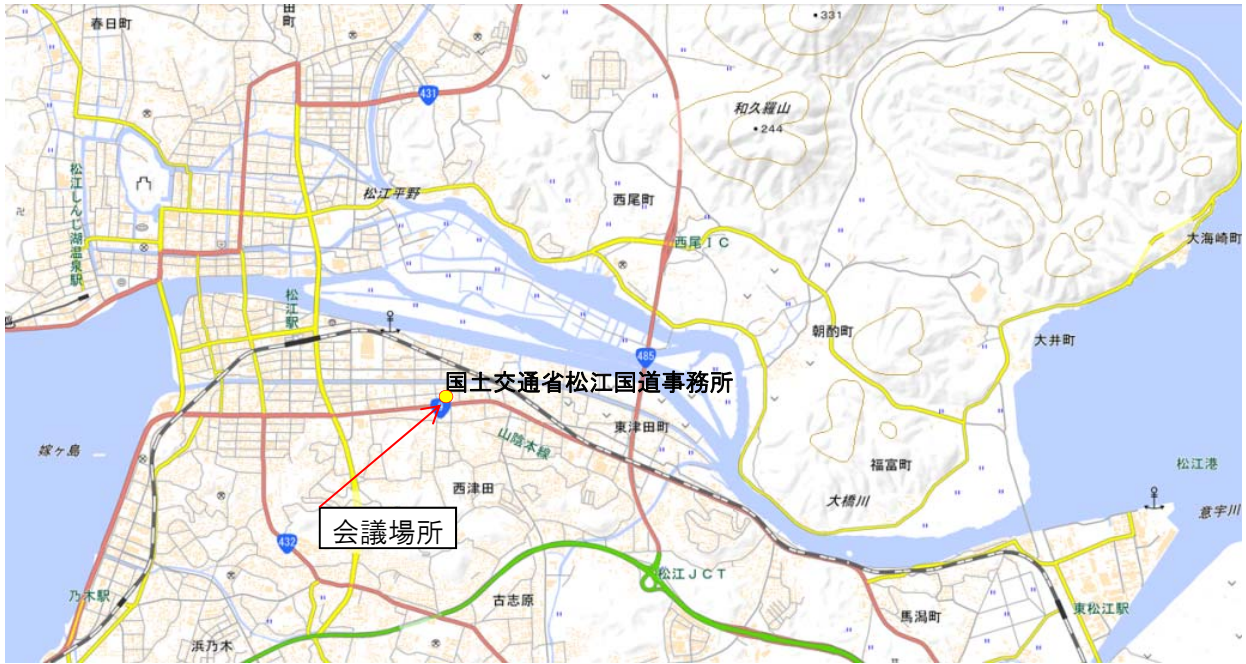 春日町
田町
・331
431
和久羅山
・244
松江しんじ湖温泉駅
松江平野
西尾町
西尾IC
大海崎町
松江駅
朝酌町
大井町
485
国土交通省松江国道事務所
東津田町
嫁ヶ島
山陰本線
福富町
松江港
西津田
大橋川
意宇川
会議場所
432
松江JCT
乃木駅
古志原
馬潟町
東松江駅
浜乃木